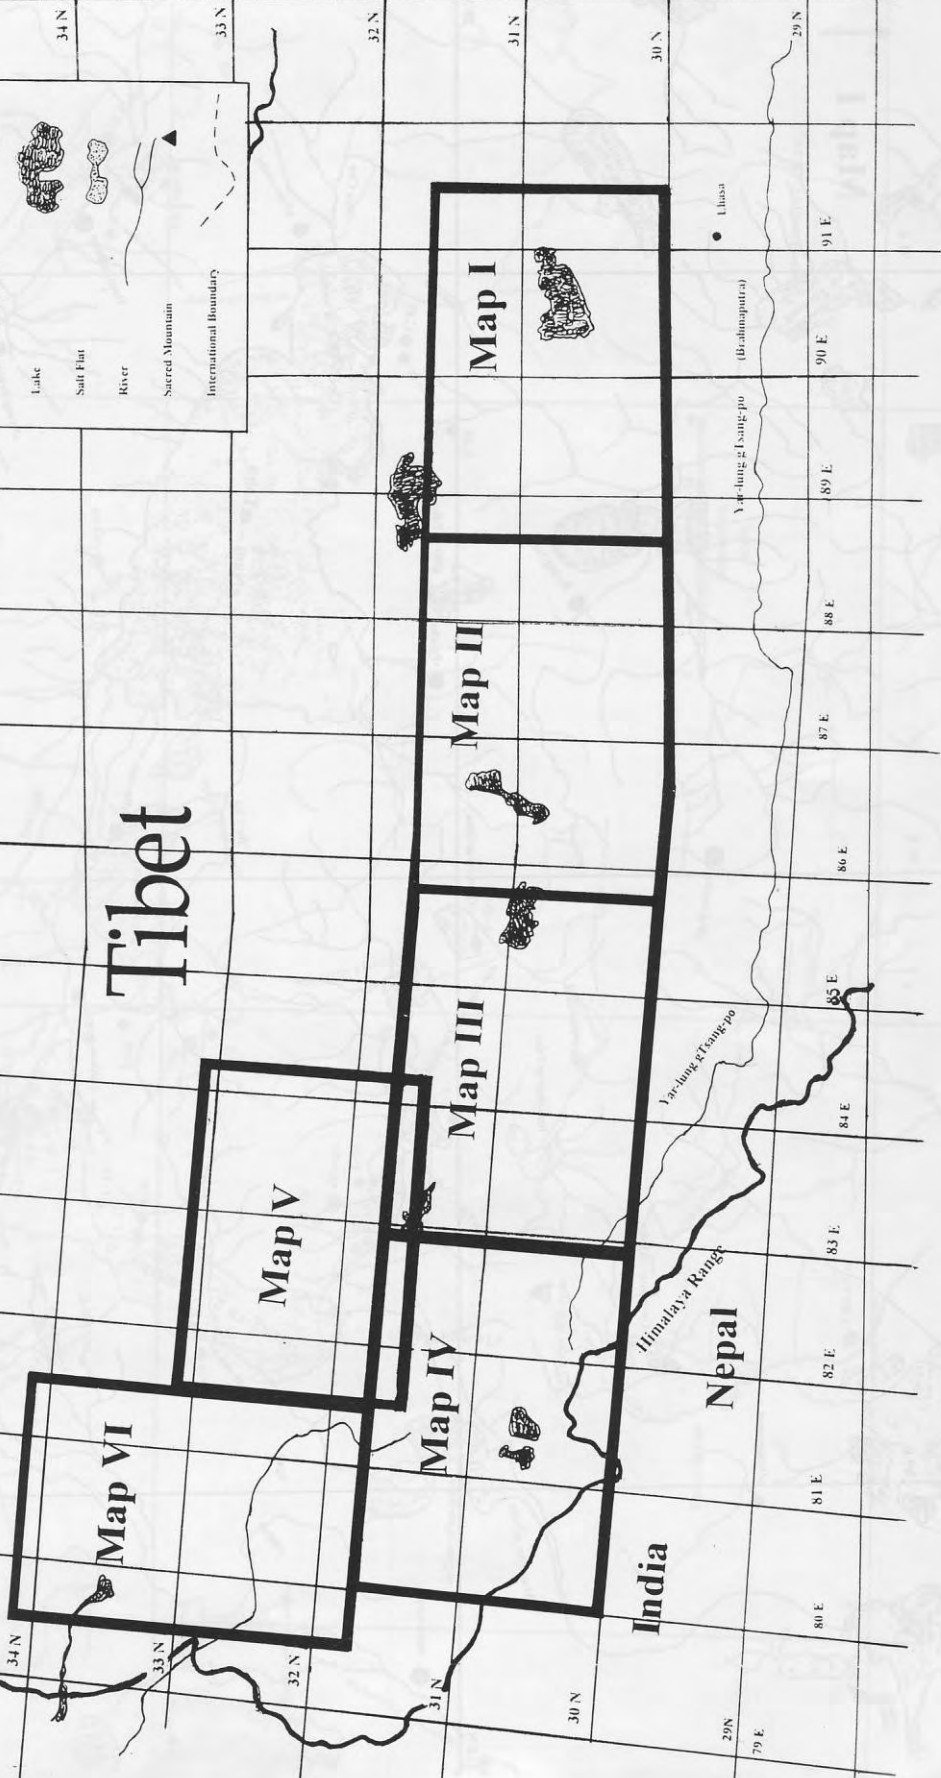 Lake
Salt Flat
River
Sacred Mountain
International Boundary
34 N
33 N
32 N
31 N
30 N
29 N
Tibet
Map VI
Map V
Map IV
Map III
Map II
Map I
34 N
33 N
32 N
31 N
30 N
29N
India
Nepal
Himalaya Range
Yar-lung gTsang-po
Yar-lung gTsang-po
(Brahmaputra)
Lhasa
79 E
80 E
81 E
82 E
83 E
84 E
85 E
86 E
87 E
88 E
89 E
90 E
91 E